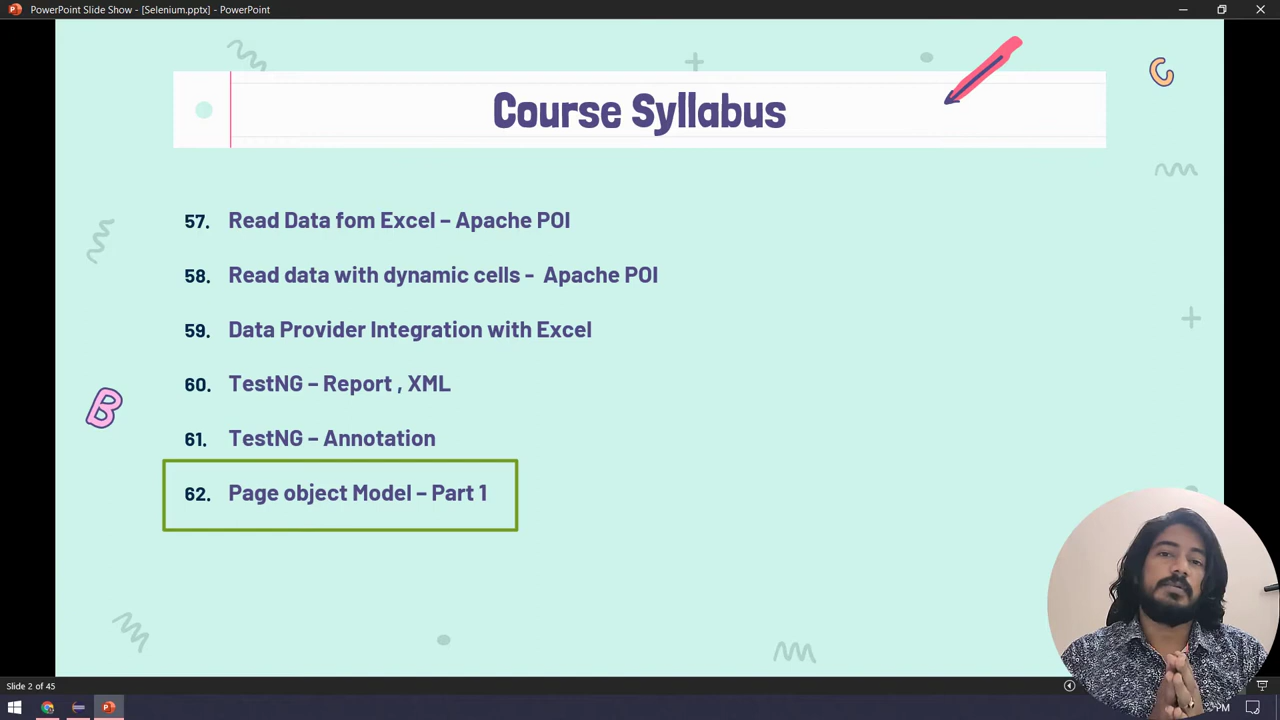 PowerPoint Slide Show - [Selenium.pptx] - PowerPoint
Course Syllabus
57. Read Data fom Excel – Apache POI
58. Read data with dynamic cells - Apache POI
59. Data Provider Integration with Excel
60. TestNG – Report , XML
61. TestNG – Annotation
62. Page object Model – Part 1
B
Slide 2 of 45
PM